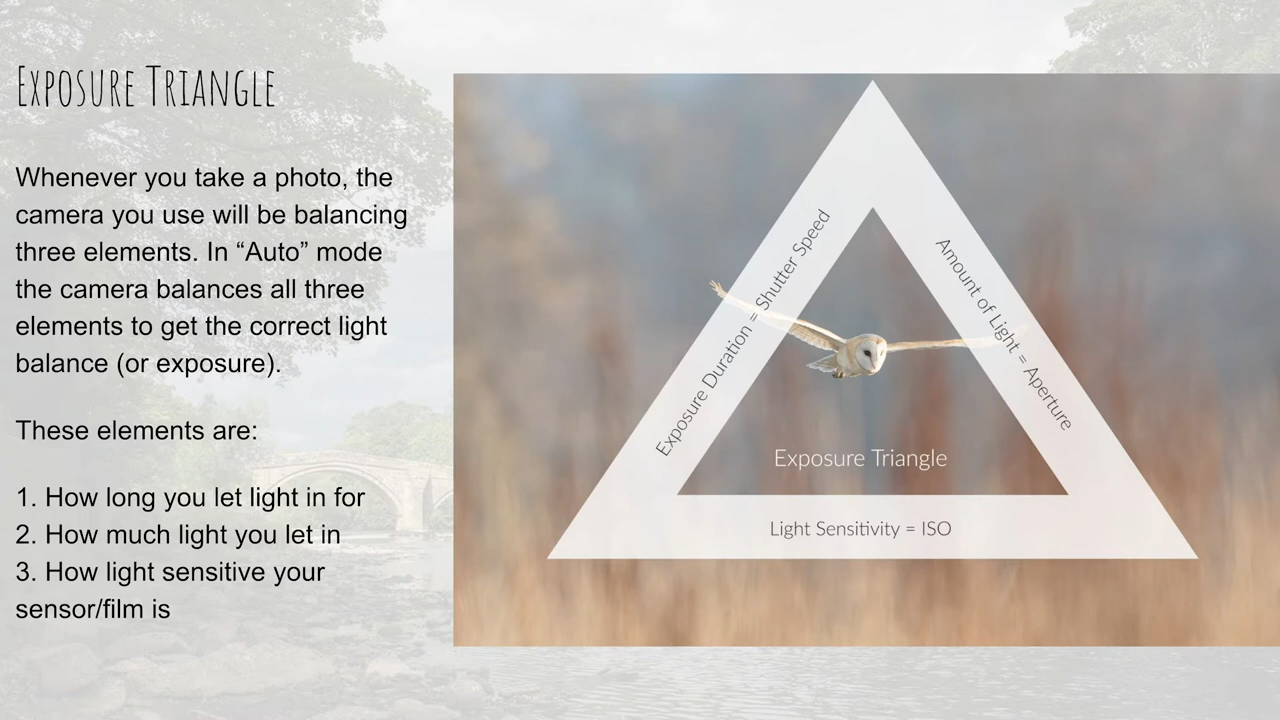 Exposure Triangle
Whenever you take a photo, the
camera you use will be balancing
three elements. In “Auto” mode
the camera balances all three
elements to get the correct light
balance (or exposure).
These elements are:
1. How long you let light in for
2. How much light you let in
3. How light sensitive your
sensor/film is
Exposure Duration = Shutter Speed
Amount of Light = Aperture
Exposure Triangle
Light Sensitivity = ISO